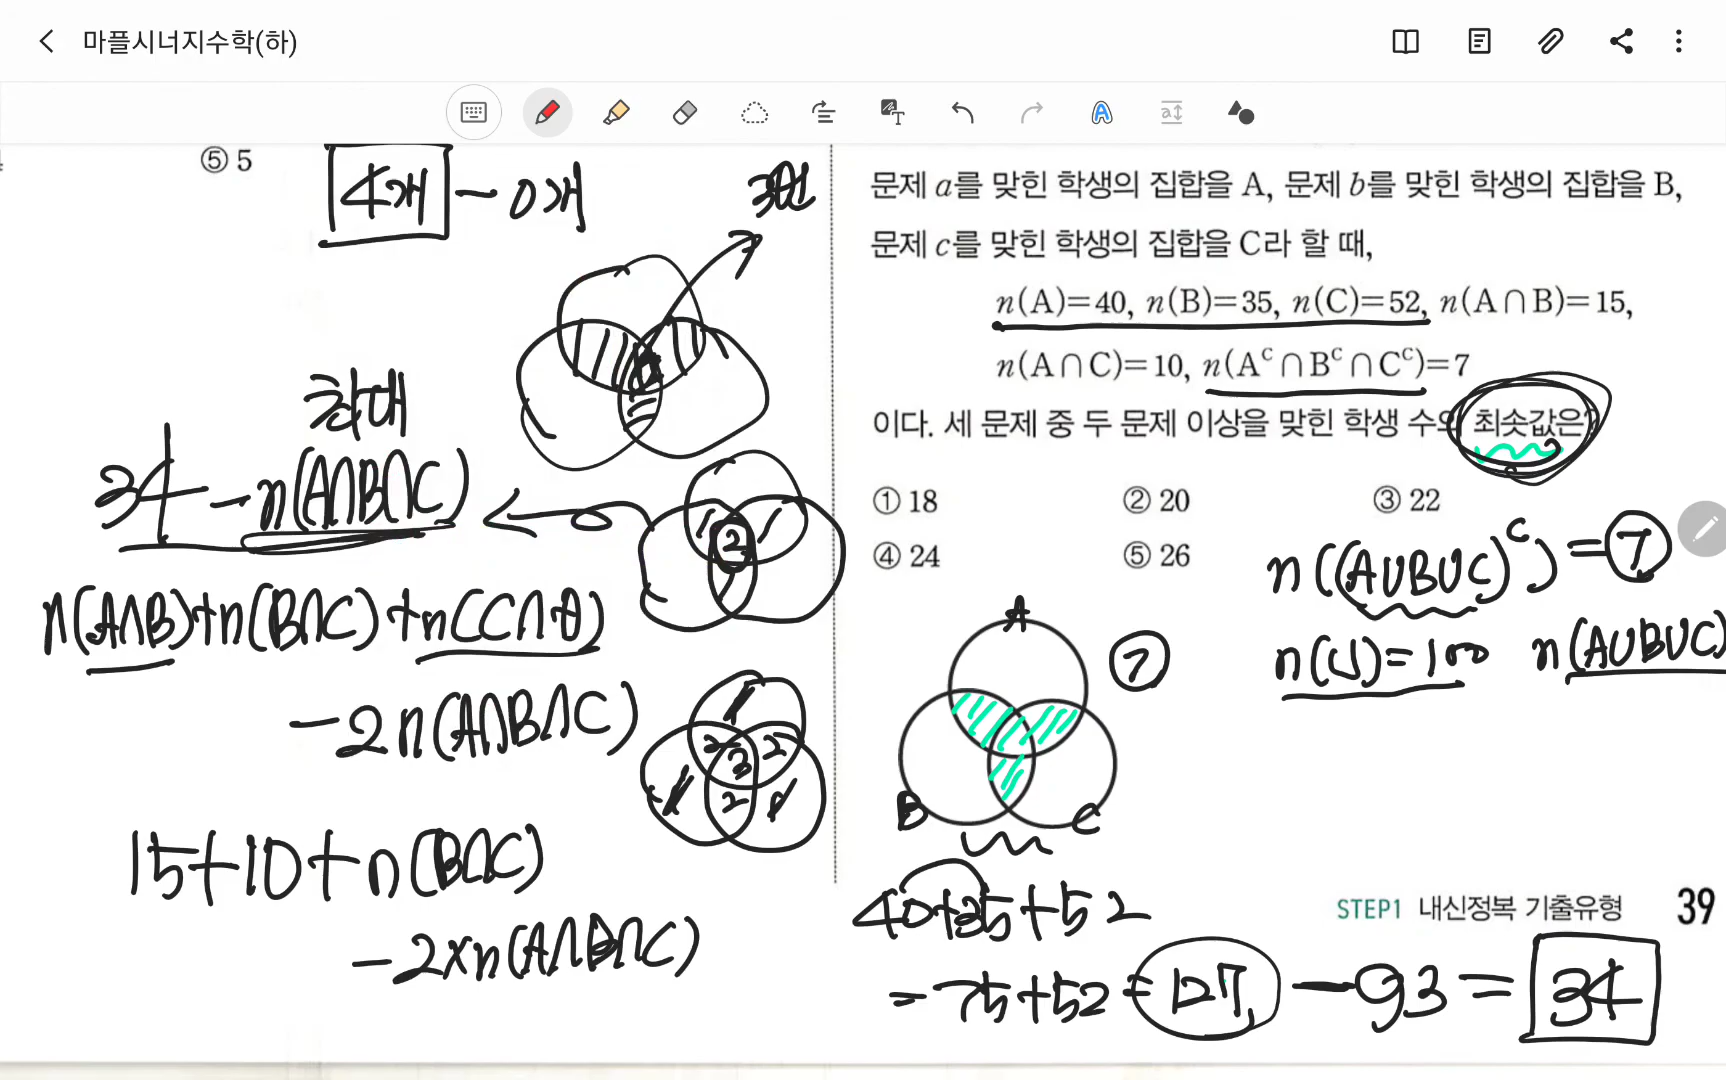 마플시너지수학(하)
⑤ 5
4개 - 0개
3번
최대
34 - n(A∩B∩C)
n(A∩B)+n(B∩C)+n(C∩A)
-2n(A∩B∩C)
15+10+n(B∩C)
-2×n(A∩B∩C)
2
2 2
3
2
문제 a를 맞힌 학생의 집합을 A, 문제 b를 맞힌 학생의 집합을 B,
문제 c를 맞힌 학생의 집합을 C라 할 때,
n(A)=40, n(B)=35, n(C)=52, n(A∩B)=15,
n(A∩C)=10, n(Aᶜ∩Bᶜ∩Cᶜ)=7
이다. 세 문제 중 두 문제 이상을 맞힌 학생 수의 최솟값은?
① 18 ② 20 ③ 22
④ 24 ⑤ 26
n((A∪B∪C)ᶜ)=7
n(U)=100 n(A∪B∪C)
A
7
B C
40+35+52
=75+52=127-93=34
STEP1 내신정복 기출유형 39